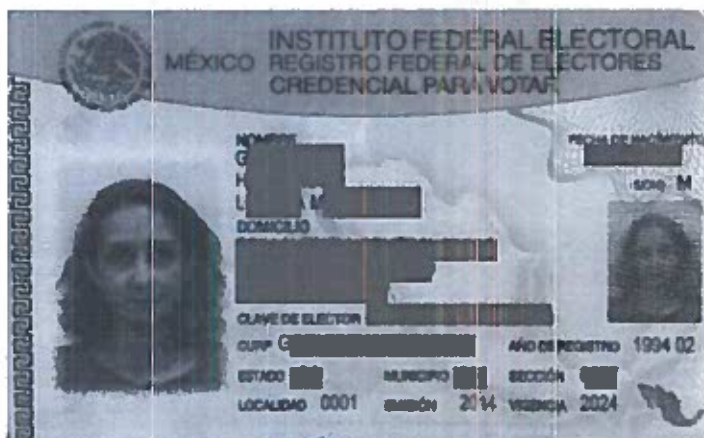 INSTITUTO FEDERAL ELECTORAL
MÉXICO REGISTRO FEDERAL DE ELECTORES
CREDENCIAL PARA VOTAR
NOMBRE FECHA DE NACIMIENTO
G
H SEXO M
L A M
DOMICILIO
CLAVE DE ELECTOR
CURP G AÑO DE REGISTRO 1994 02
ESTADO MUNICIPIO SECCIÓN
LOCALIDAD 0001 EMISIÓN 2014 VIGENCIA 2024